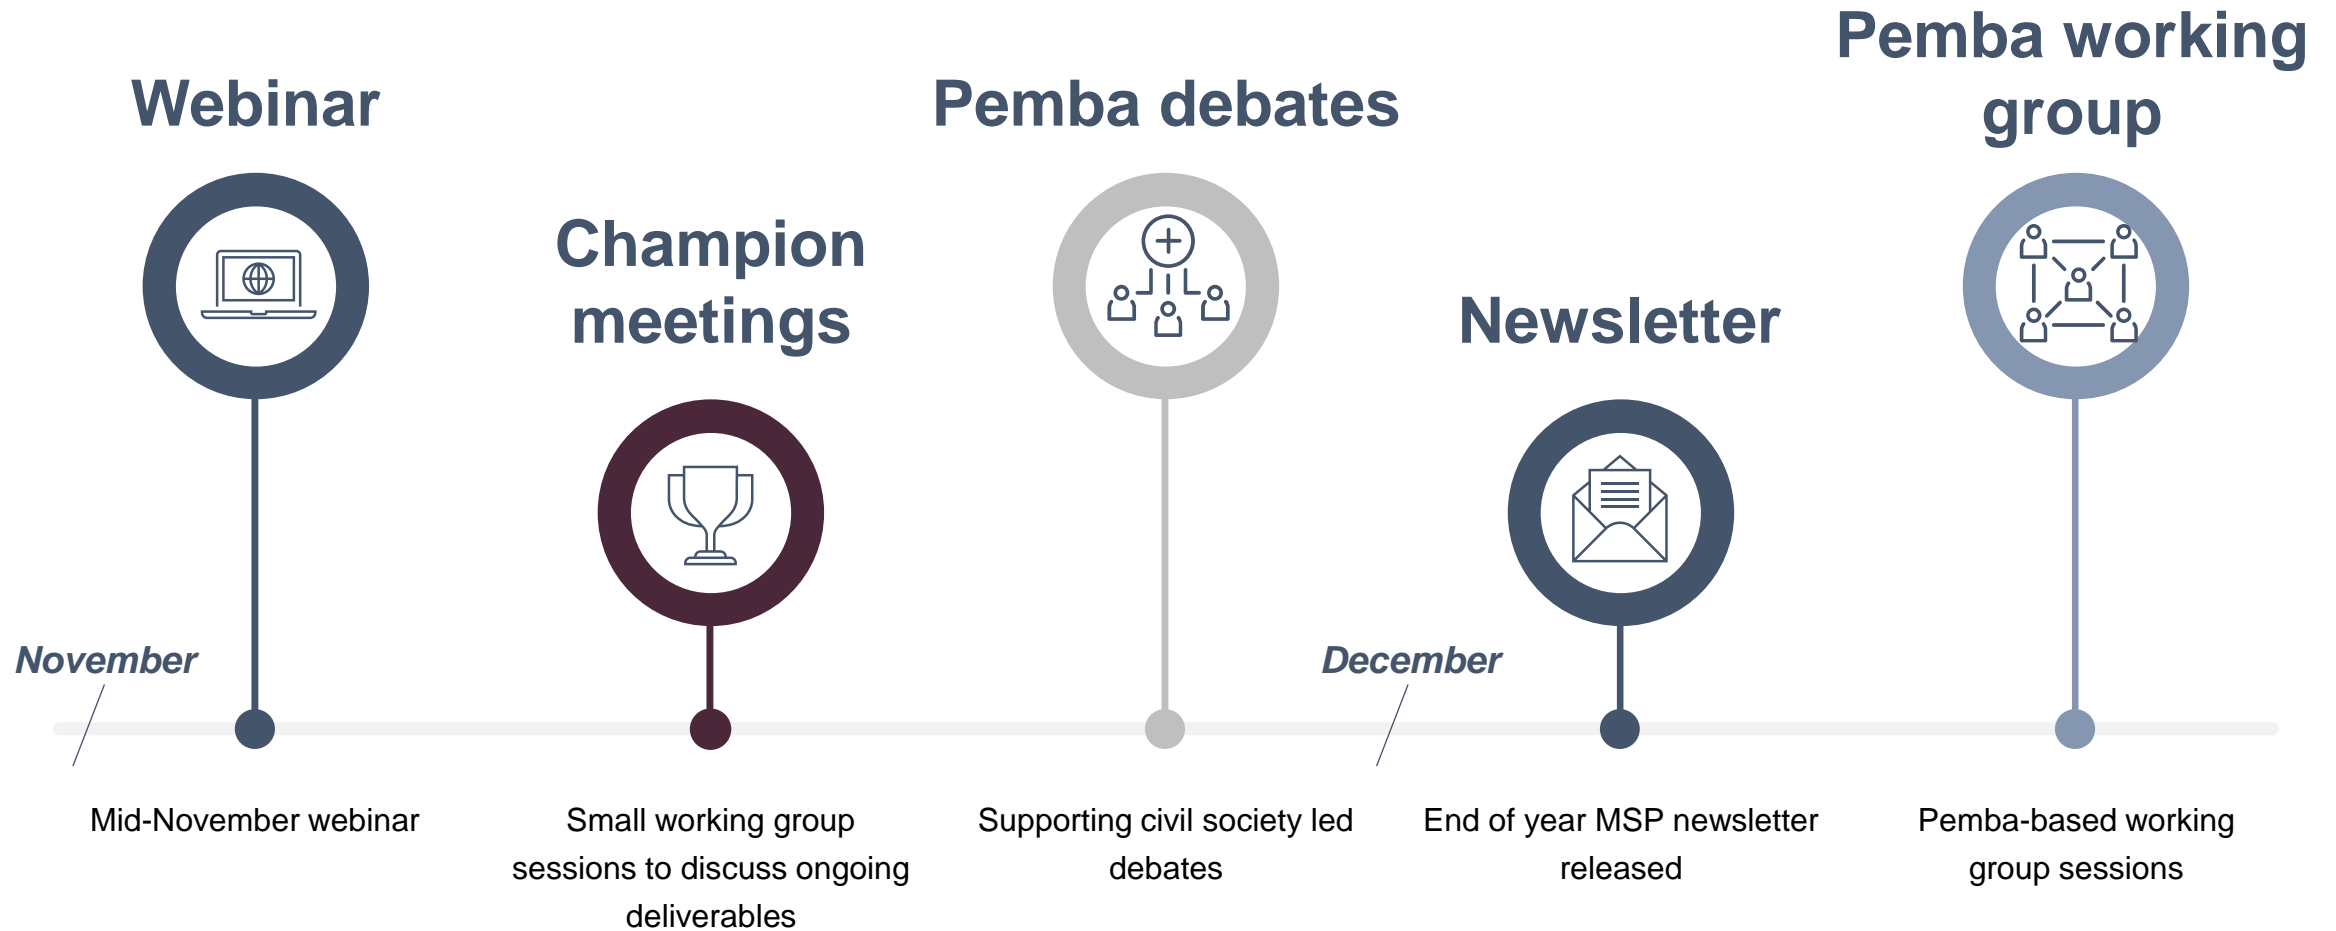 Webinar
Champion
meetings
Pemba debates
Newsletter
Pemba working
group
November
December
Mid-November webinar
Small working group
sessions to discuss ongoing
deliverables
Supporting civil society led
debates
End of year MSP newsletter
released
Pemba-based working
group sessions